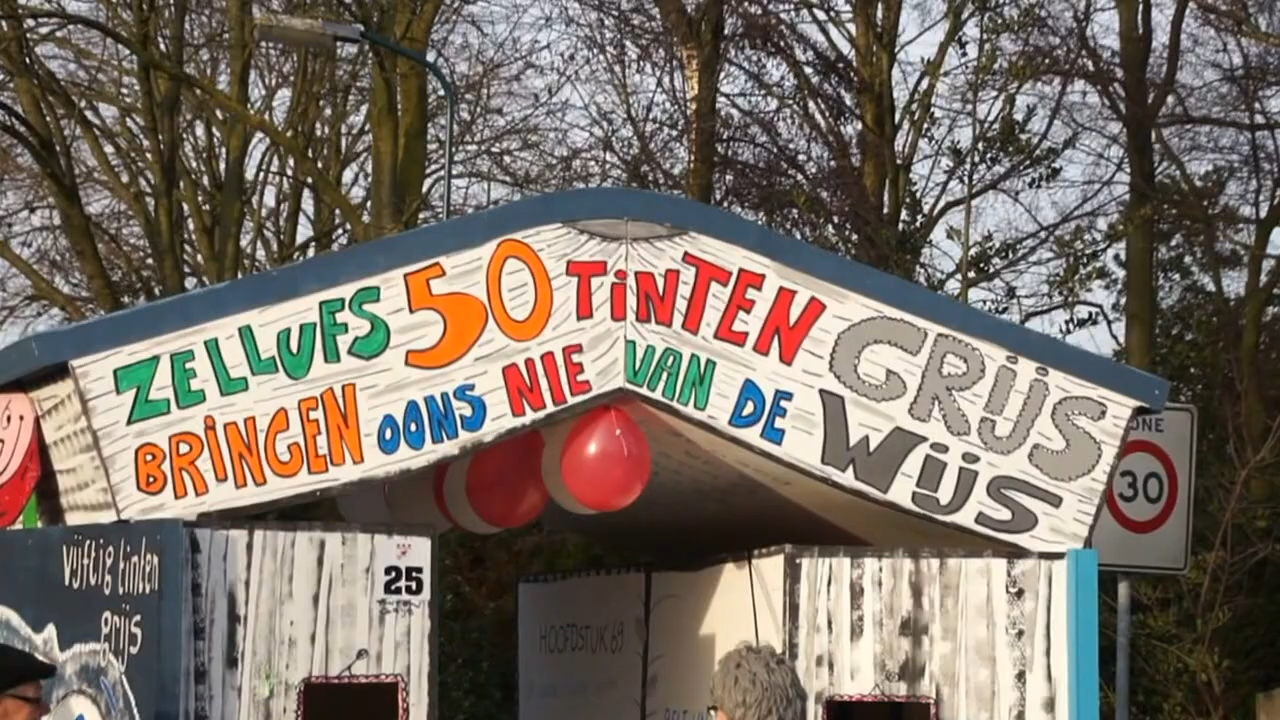 ZELLUFS 50 TINTEN GRIJS
BRINGEN OONS NIE VAN DE WIJS
ONE
30
vijftig tinten
grijs
25
HOOFDSTUK 69